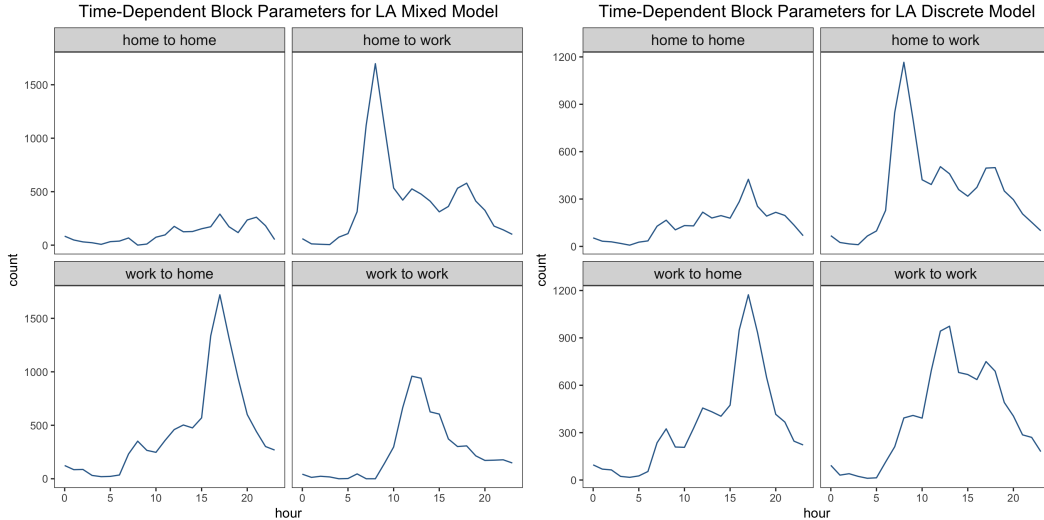 Time-Dependent Block Parameters for LA Mixed Model
home to home
home to work
1500
1000
500
0
work to home
work to work
1500
1000
500
0
count
0 5 10 15 20
0 5 10 15 20
hour
Time-Dependent Block Parameters for LA Discrete Model
home to home
home to work
1200
900
600
300
0
work to home
work to work
1200
900
600
300
0
count
0 5 10 15 20
0 5 10 15 20
hour